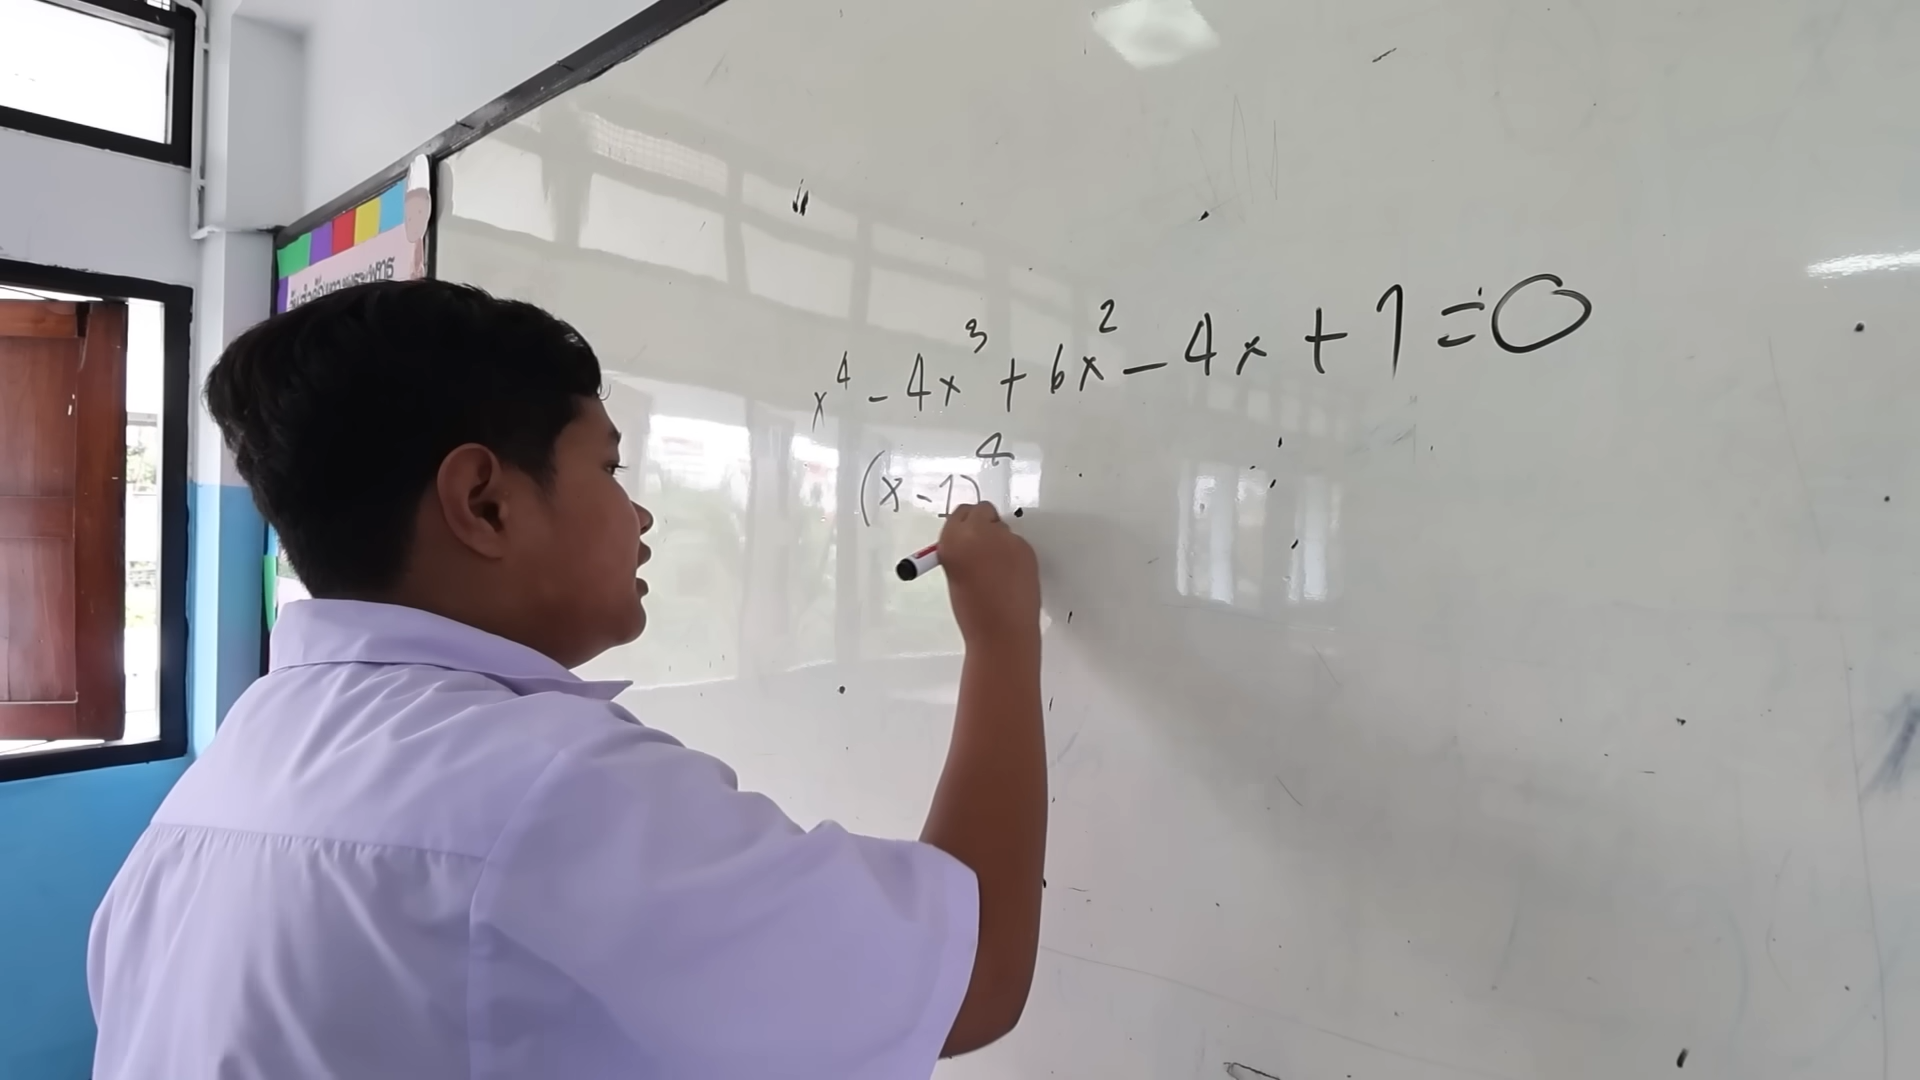 x⁴ - 4x³ + 6x² - 4x + 1 = 0
(x - 1)⁴